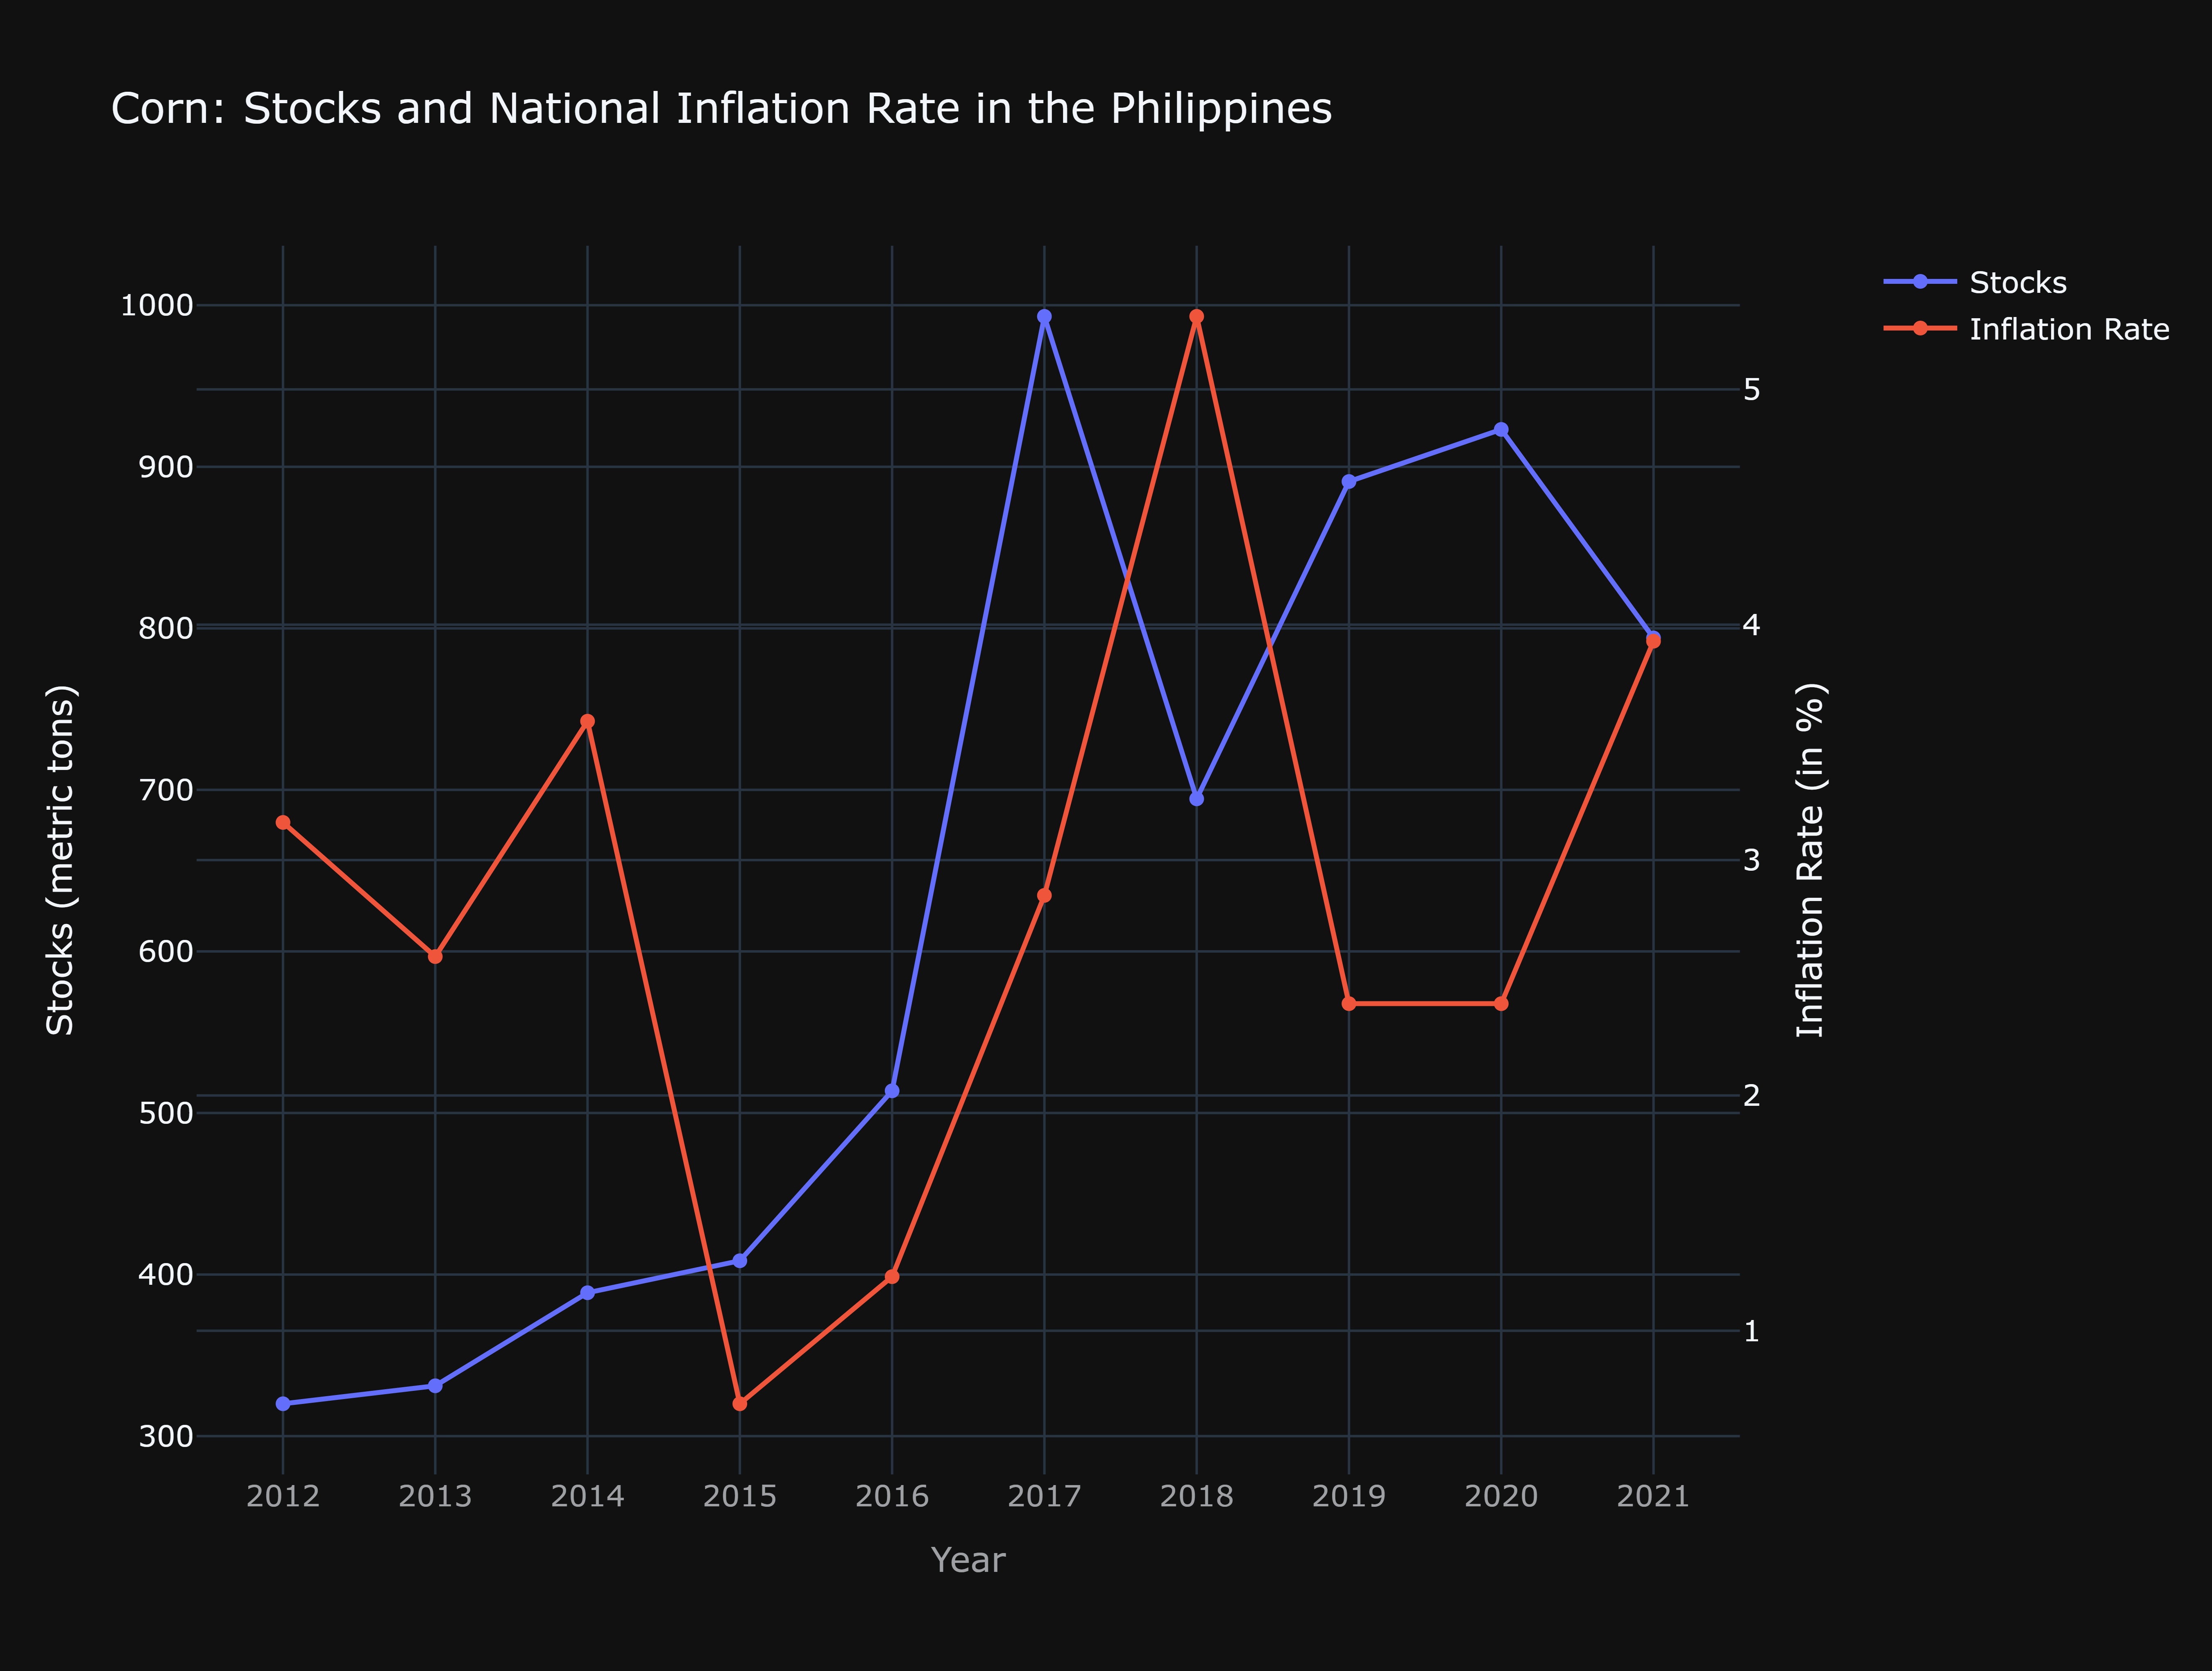 Corn: Stocks and National Inflation Rate in the Philippines
Stocks
Inflation Rate
1000
900
800
700
600
500
400
300
Stocks (metric tons)
5
4
3
2
1
Inflation Rate (in %)
2012 2013 2014 2015 2016 2017 2018 2019 2020 2021
Year